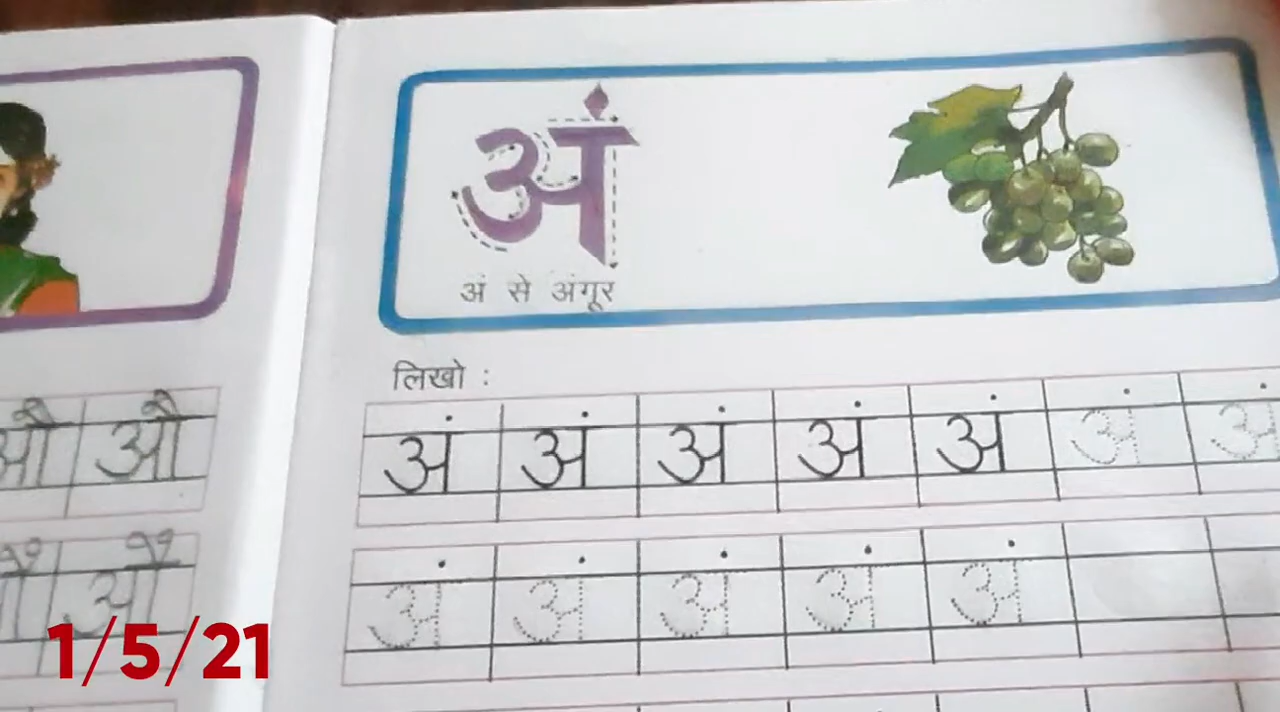 अं
अं से अंगूर
लिखो :
अं अं अं अं अं अं अं
अं अं अं अं अं
औ औ
औ औ
1/5/21